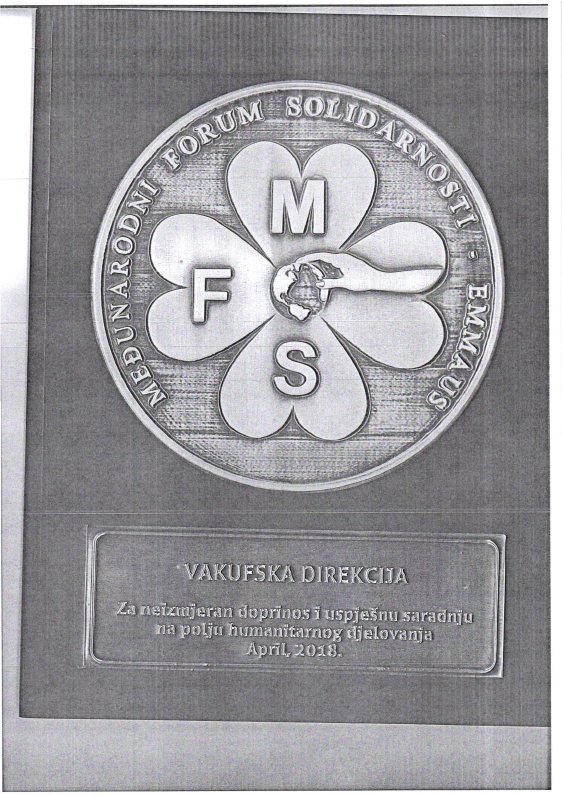 MEĐUNARODNI FORUM SOLIDARNOSTI - EMMAUS
M
F
S
VAKUFSKA DIREKCIJA
Za neizmjeran doprinos i uspješnu saradnju
na polju humanitarnog djelovanja
April, 2018.